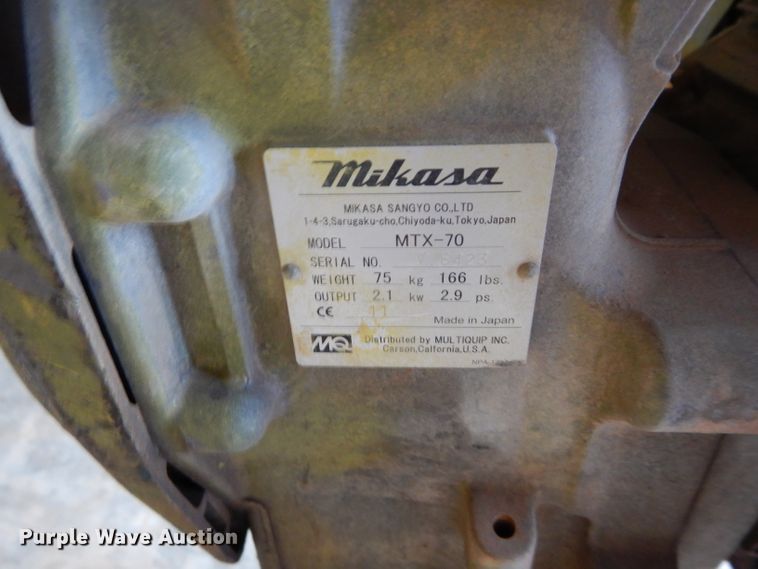 mikasa
MIKASA SANGYO CO.,LTD
1-4-3,Sarugaku-cho,Chiyoda-ku,Tokyo,Japan
MODEL MTX-70
SERIAL NO.
WEIGHT 75 kg 166 lbs.
OUTPUT 2.1 kw 2.9 ps.
CE 11
Made in Japan
MQ Distributed by MULTIQUIP INC.
Carson,Calfornia,U.S.A.
Purple Wave Auction